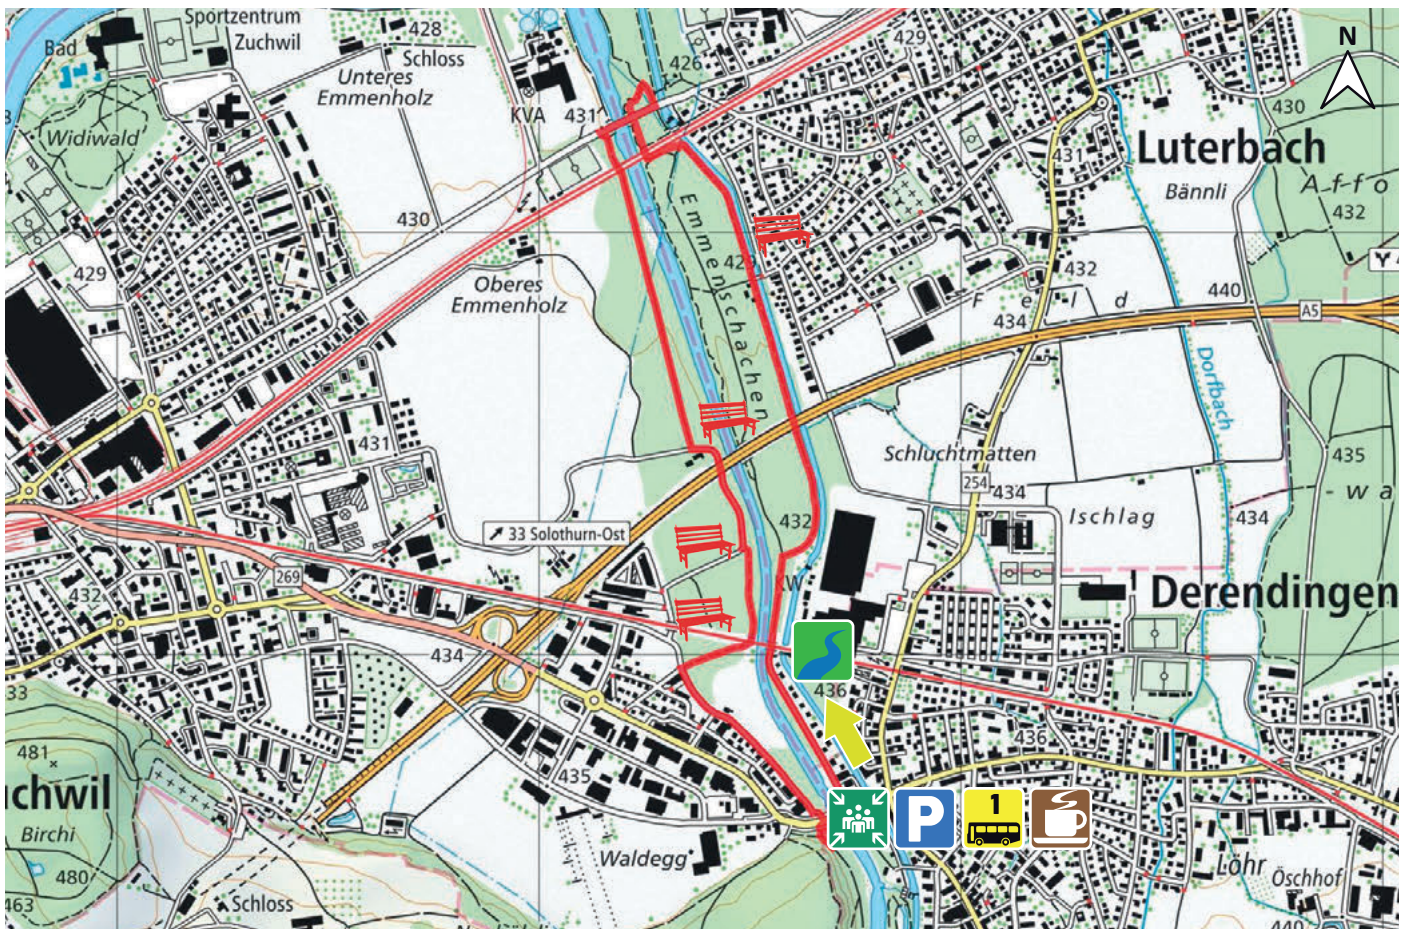 Sportzentrum
Zuchwil
Bad
428
Schloss
Unteres
Emmenholz
Widiwald
KVA
431
426
429
N
430
Luterbach
Bännli
431
A-f-f-o
432
430
429
Oberes
Emmenholz
Emmenschachen
429
432
440
A5
F e l d
434
Dorfbach
431
Schluchtmatten
254
434
435
- w a
33 Solothurn-Ost
432
Ischlag
434
269
432
KW
Derendingen
434
436
436
33
481
435
chwil
Birchi
P
1
Waldegg
Löhr
Öschhof
480
463
Schloss
440